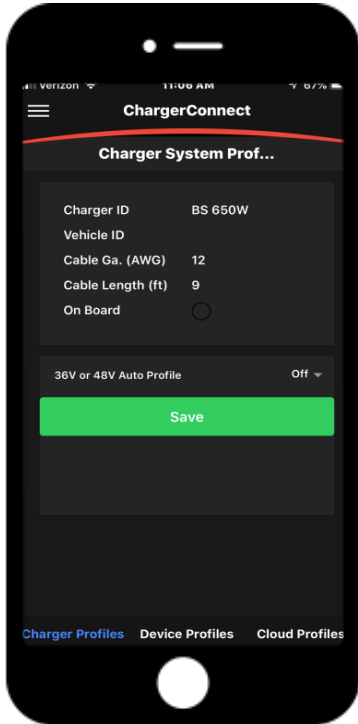 Verizon 11:06 AM 67%
ChargerConnect
Charger System Prof...
Charger ID BS 650W
Vehicle ID
Cable Ga. (AWG) 12
Cable Length (ft) 9
On Board
36V or 48V Auto Profile Off
Save
Charger Profiles Device Profiles Cloud Profiles